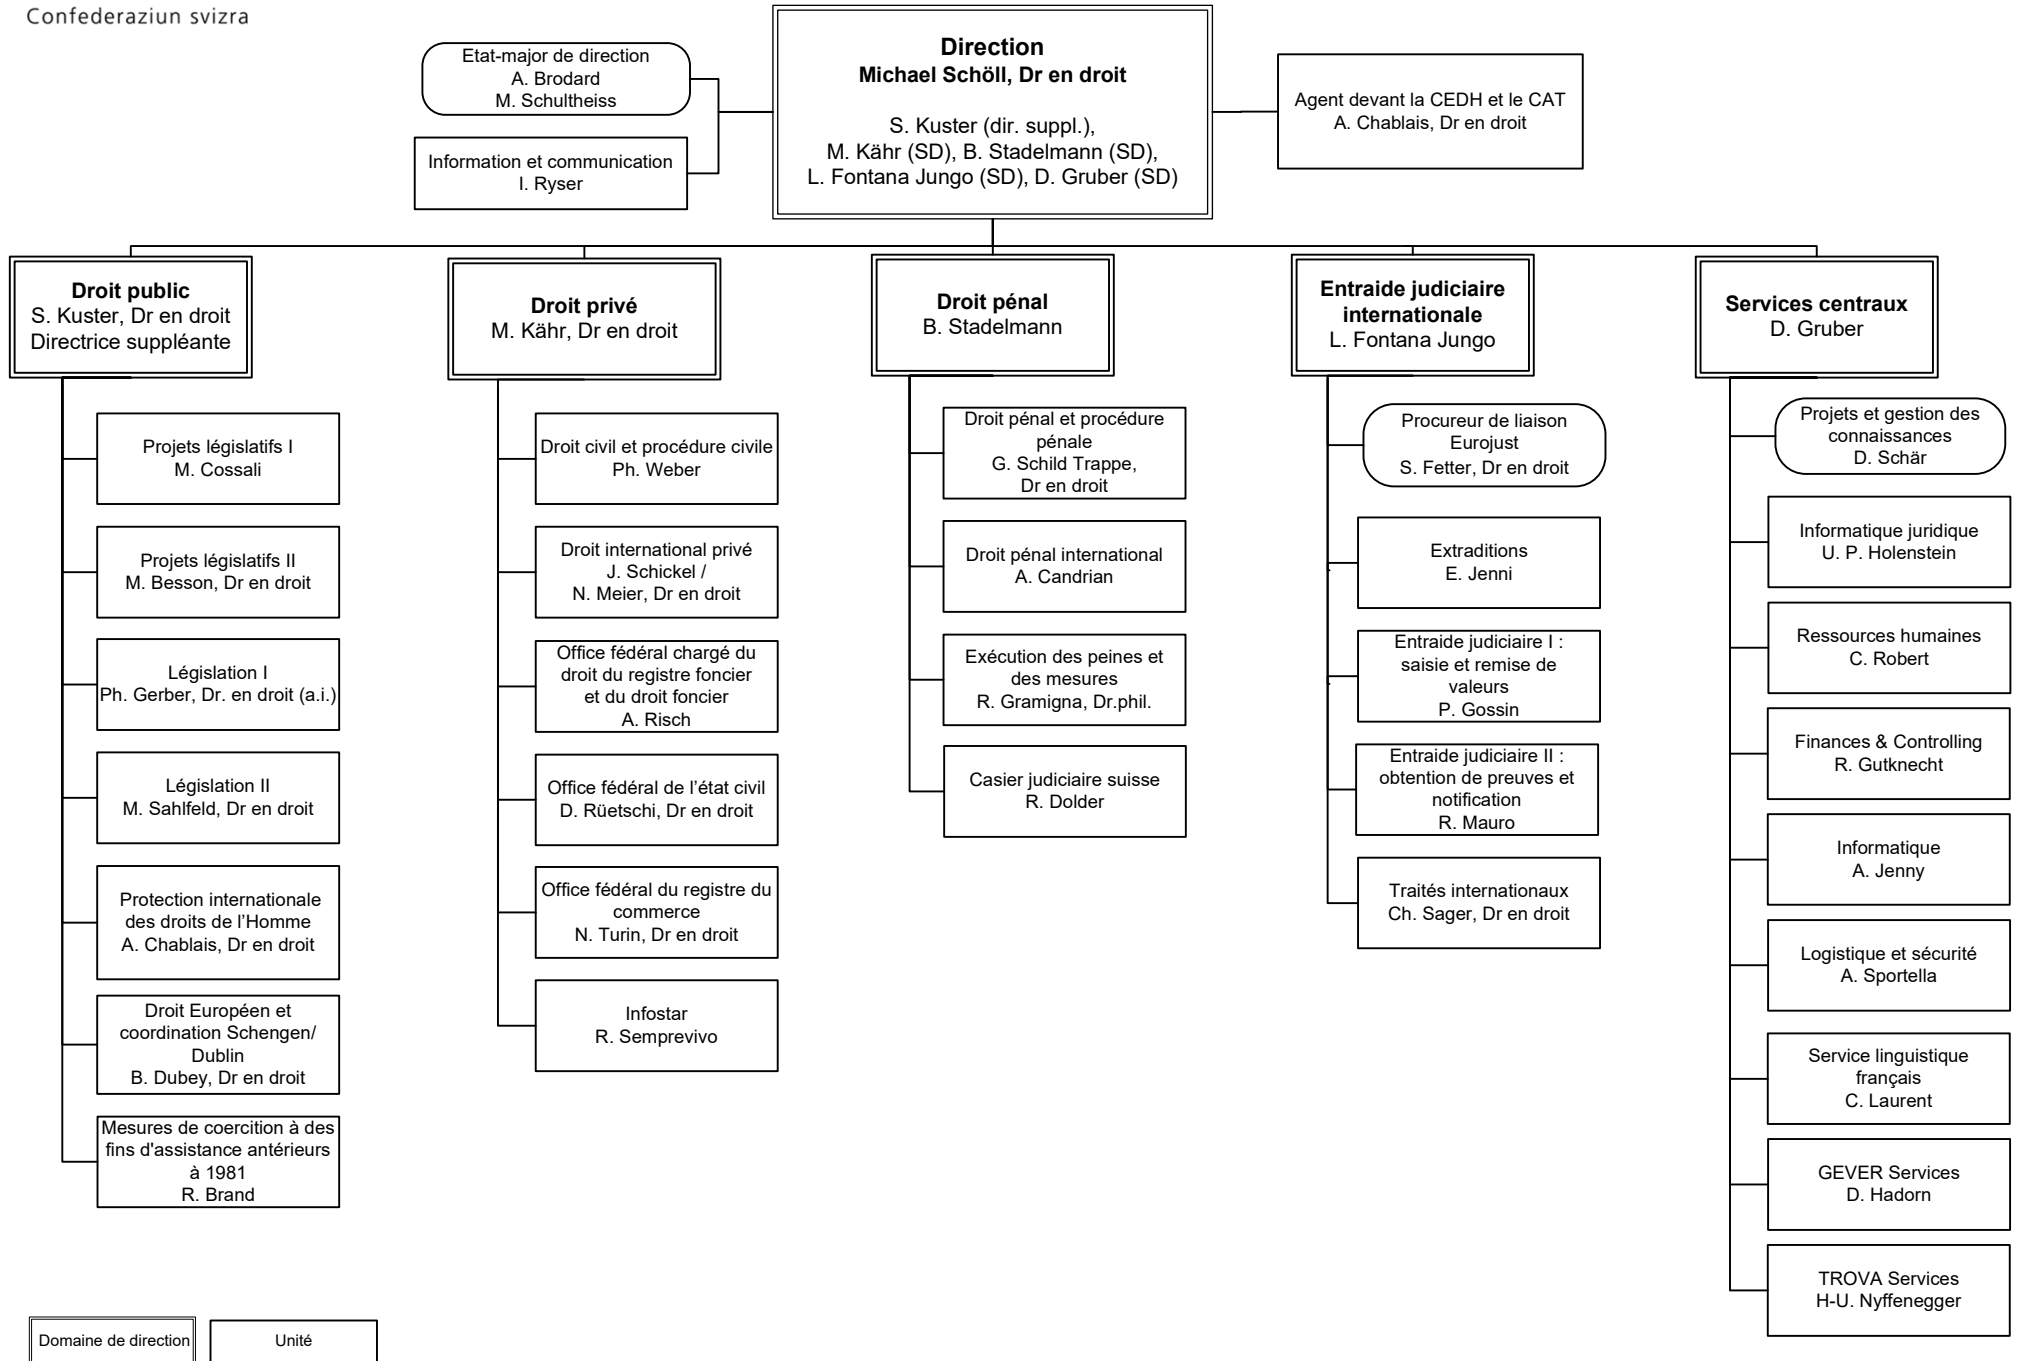 Confederaziun svizra
Direction
Michael Schöll, Dr en droit
S. Kuster (dir. suppl.),
M. Kähr (SD), B. Stadelmann (SD),
L. Fontana Jungo (SD), D. Gruber (SD)
Etat-major de direction
A. Brodard
M. Schultheiss
Information et communication
I. Ryser
Agent devant la CEDH et le CAT
A. Chablais, Dr en droit
Droit public
S. Kuster, Dr en droit
Directrice suppléante
Projets législatifs I
M. Cossali
Projets législatifs II
M. Besson, Dr en droit
Législation I
Ph. Gerber, Dr. en droit (a.i.)
Législation II
M. Sahlfeld, Dr en droit
Protection internationale
des droits de l’Homme
A. Chablais, Dr en droit
Droit Européen et
coordination Schengen/
Dublin
B. Dubey, Dr en droit
Mesures de coercition à des
fins d'assistance antérieurs
à 1981
R. Brand
Droit privé
M. Kähr, Dr en droit
Droit civil et procédure civile
Ph. Weber
Droit international privé
J. Schickel /
N. Meier, Dr en droit
Office fédéral chargé du
droit du registre foncier
et du droit foncier
A. Risch
Office fédéral de l’état civil
D. Rüetschi, Dr en droit
Office fédéral du registre du
commerce
N. Turin, Dr en droit
Infostar
R. Semprevivo
Droit pénal
B. Stadelmann
Droit pénal et procédure
pénale
G. Schild Trappe,
Dr en droit
Droit pénal international
A. Candrian
Exécution des peines et
des mesures
R. Gramigna, Dr.phil.
Casier judiciaire suisse
R. Dolder
Entraide judiciaire
internationale
L. Fontana Jungo
Procureur de liaison
Eurojust
S. Fetter, Dr en droit
Extraditions
E. Jenni
Entraide judiciaire I :
saisie et remise de
valeurs
P. Gossin
Entraide judiciaire II :
obtention de preuves et
notification
R. Mauro
Traités internationaux
Ch. Sager, Dr en droit
Services centraux
D. Gruber
Projets et gestion des
connaissances
D. Schär
Informatique juridique
U. P. Holenstein
Ressources humaines
C. Robert
Finances & Controlling
R. Gutknecht
Informatique
A. Jenny
Logistique et sécurité
A. Sportella
Service linguistique
français
C. Laurent
GEVER Services
D. Hadorn
TROVA Services
H-U. Nyffenegger
Domaine de direction
Unité